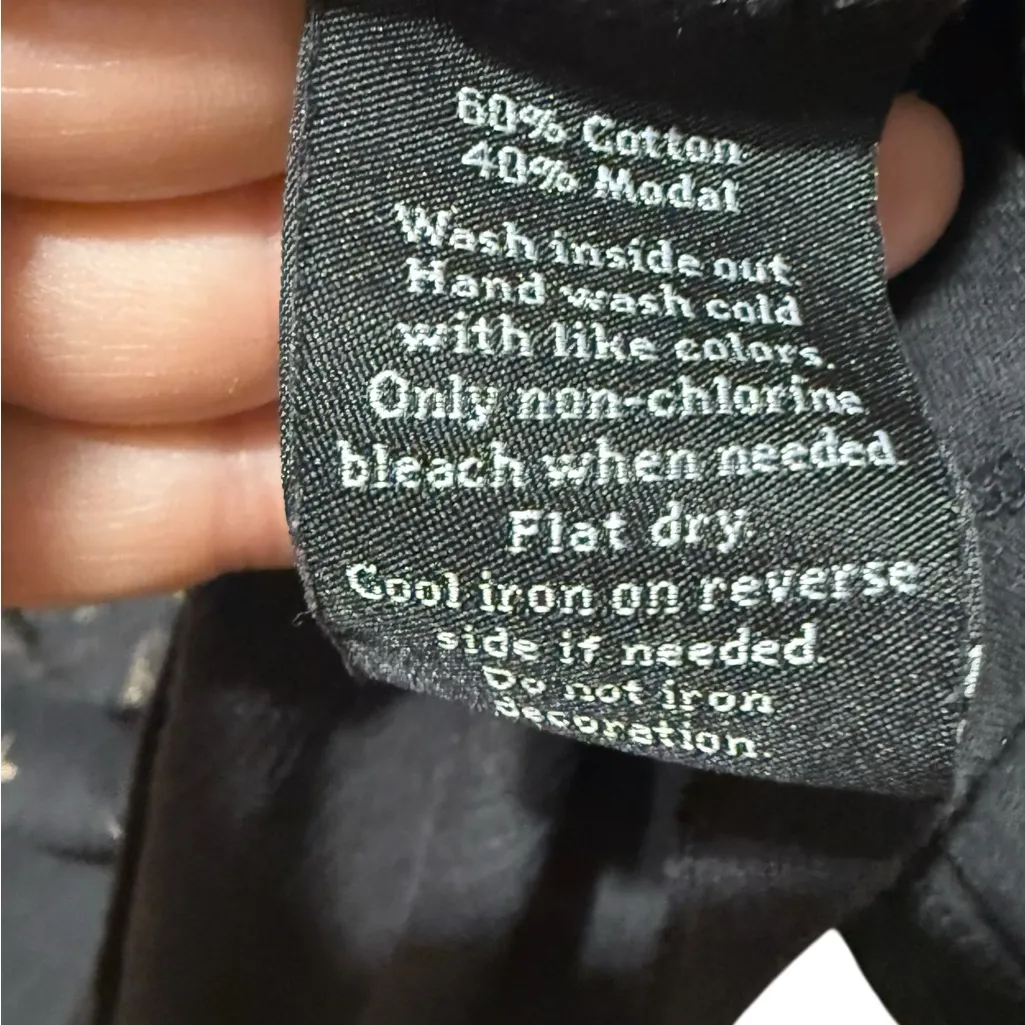 60% Cotton
40% Modal
Wash inside out
Hand wash cold
with like colors.
Only non-chlorine
bleach when needed.
Flat dry.
Cool iron on reverse
side if needed.
Do not iron
decoration.